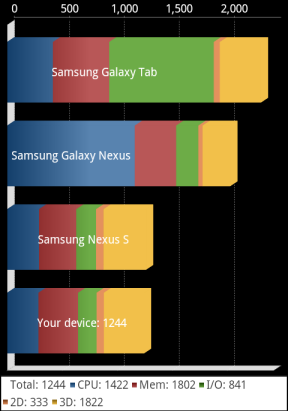 0 500 1,000 1,500 2,000
Samsung Galaxy Tab
Samsung Galaxy Nexus
Samsung Nexus S
Your device: 1244
Total: 1244 CPU: 1422 Mem: 1802 I/O: 841
2D: 333 3D: 1822